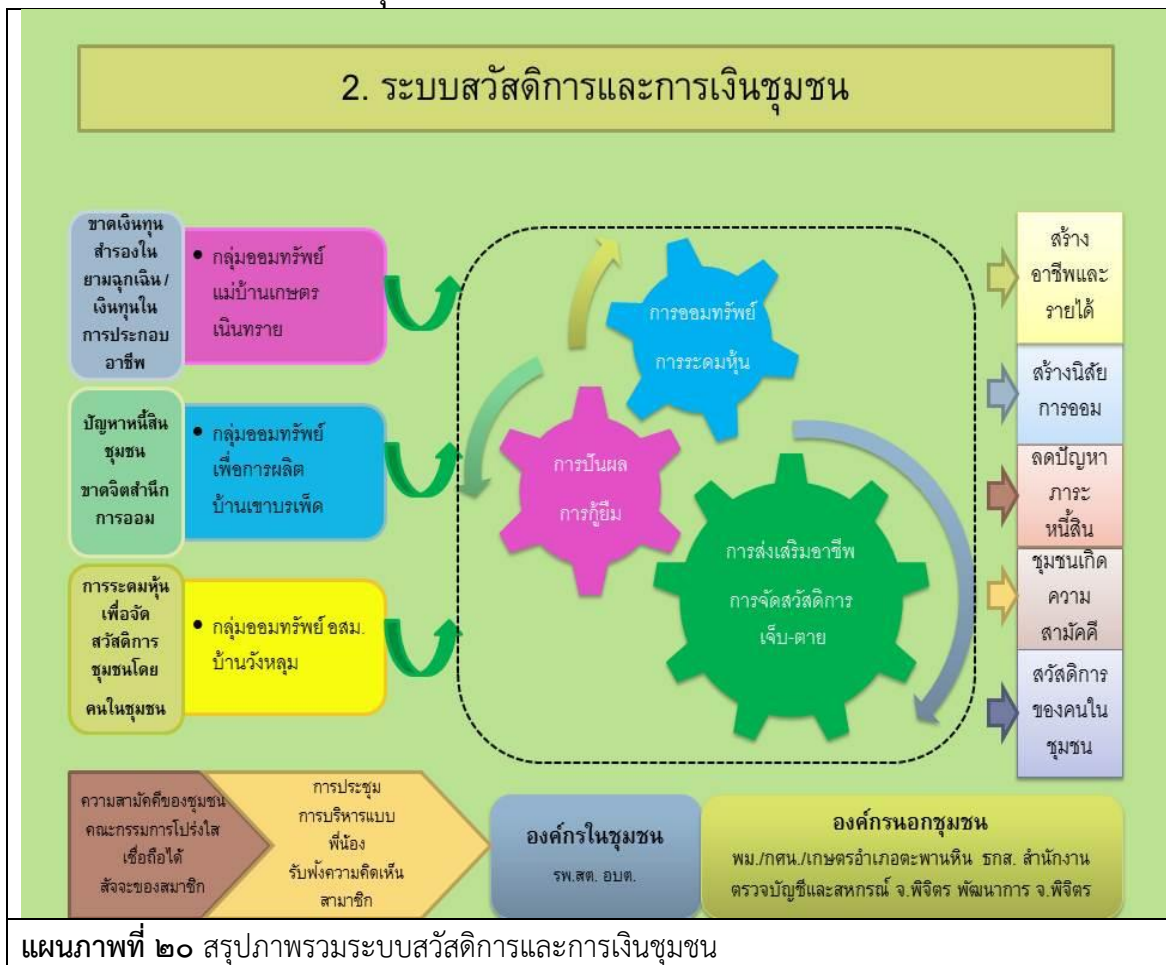 2. ระบบสวัสดิการและการเงินชุมชน
ขาดเงินทุน
สำรองใน
ยามฉุกเฉิน /
เงินทุนใน
การประกอบ
อาชีพ
• กลุ่มออมทรัพย์
แม่บ้านเกษตร
เนินทราย
ปัญหาหนี้สิน
ชุมชน
ขาดจิตสำนึก
การออม
• กลุ่มออมทรัพย์
เพื่อการผลิต
บ้านเขาบรเพ็ด
การระดมหุ้น
เพื่อจัด
สวัสดิการ
ชุมชนโดย
คนในชุมชน
• กลุ่มออมทรัพย์ อสม.
บ้านวังหลุม
การออมทรัพย์
การระดมหุ้น
การปันผล
การกู้ยืม
การส่งเสริมอาชีพ
การจัดสวัสดิการ
เจ็บ-ตาย
สร้าง
อาชีพและ
รายได้
สร้างนิสัย
การออม
ลดปัญหา
ภาระ
หนี้สิน
ชุมชนเกิด
ความ
สามัคคี
สวัสดิการ
ของคนใน
ชุมชน
ความสามัคคีของชุมชน
คณะกรรมการโปร่งใส
เชื่อถือได้
สัจจะของสมาชิก
การประชุม
การบริหารแบบ
พี่น้อง
รับฟังความคิดเห็น
สามาชิก
องค์กรในชุมชน
รพ.สต. อบต.
องค์กรนอกชุมชน
พม./กศน./เกษตรอำเภอตะพานหิน ธกส. สำนักงาน
ตรวจบัญชีและสหกรณ์ จ.พิจิตร พัฒนาการ จ.พิจิตร
แผนภาพที่ ๒๐ สรุปภาพรวมระบบสวัสดิการและการเงินชุมชน